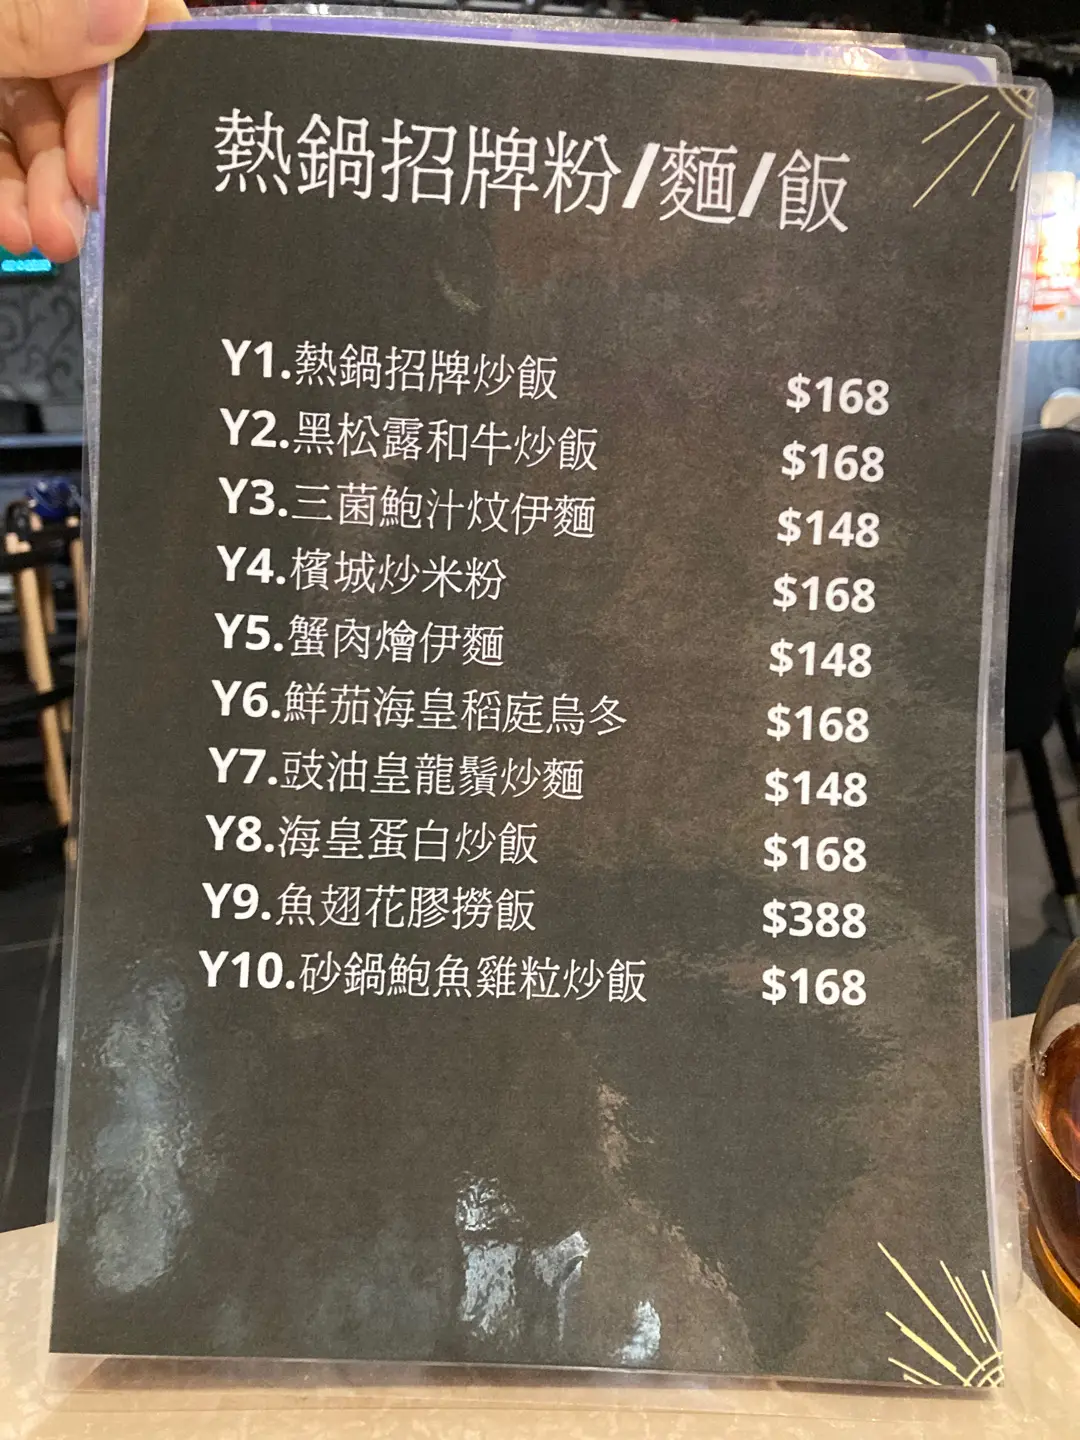 熱鍋招牌粉/麵/飯
Y1.熱鍋招牌炒飯 $168
Y2.黑松露和牛炒飯 $168
Y3.三菌鮑汁炆伊麵 $148
Y4.檳城炒米粉 $168
Y5.蟹肉燴伊麵 $148
Y6.鮮茄海皇稻庭烏冬 $168
Y7.豉油皇龍鬚炒麵 $148
Y8.海皇蛋白炒飯 $168
Y9.魚翅花膠撈飯 $388
Y10.砂鍋鮑魚雞粒炒飯 $168